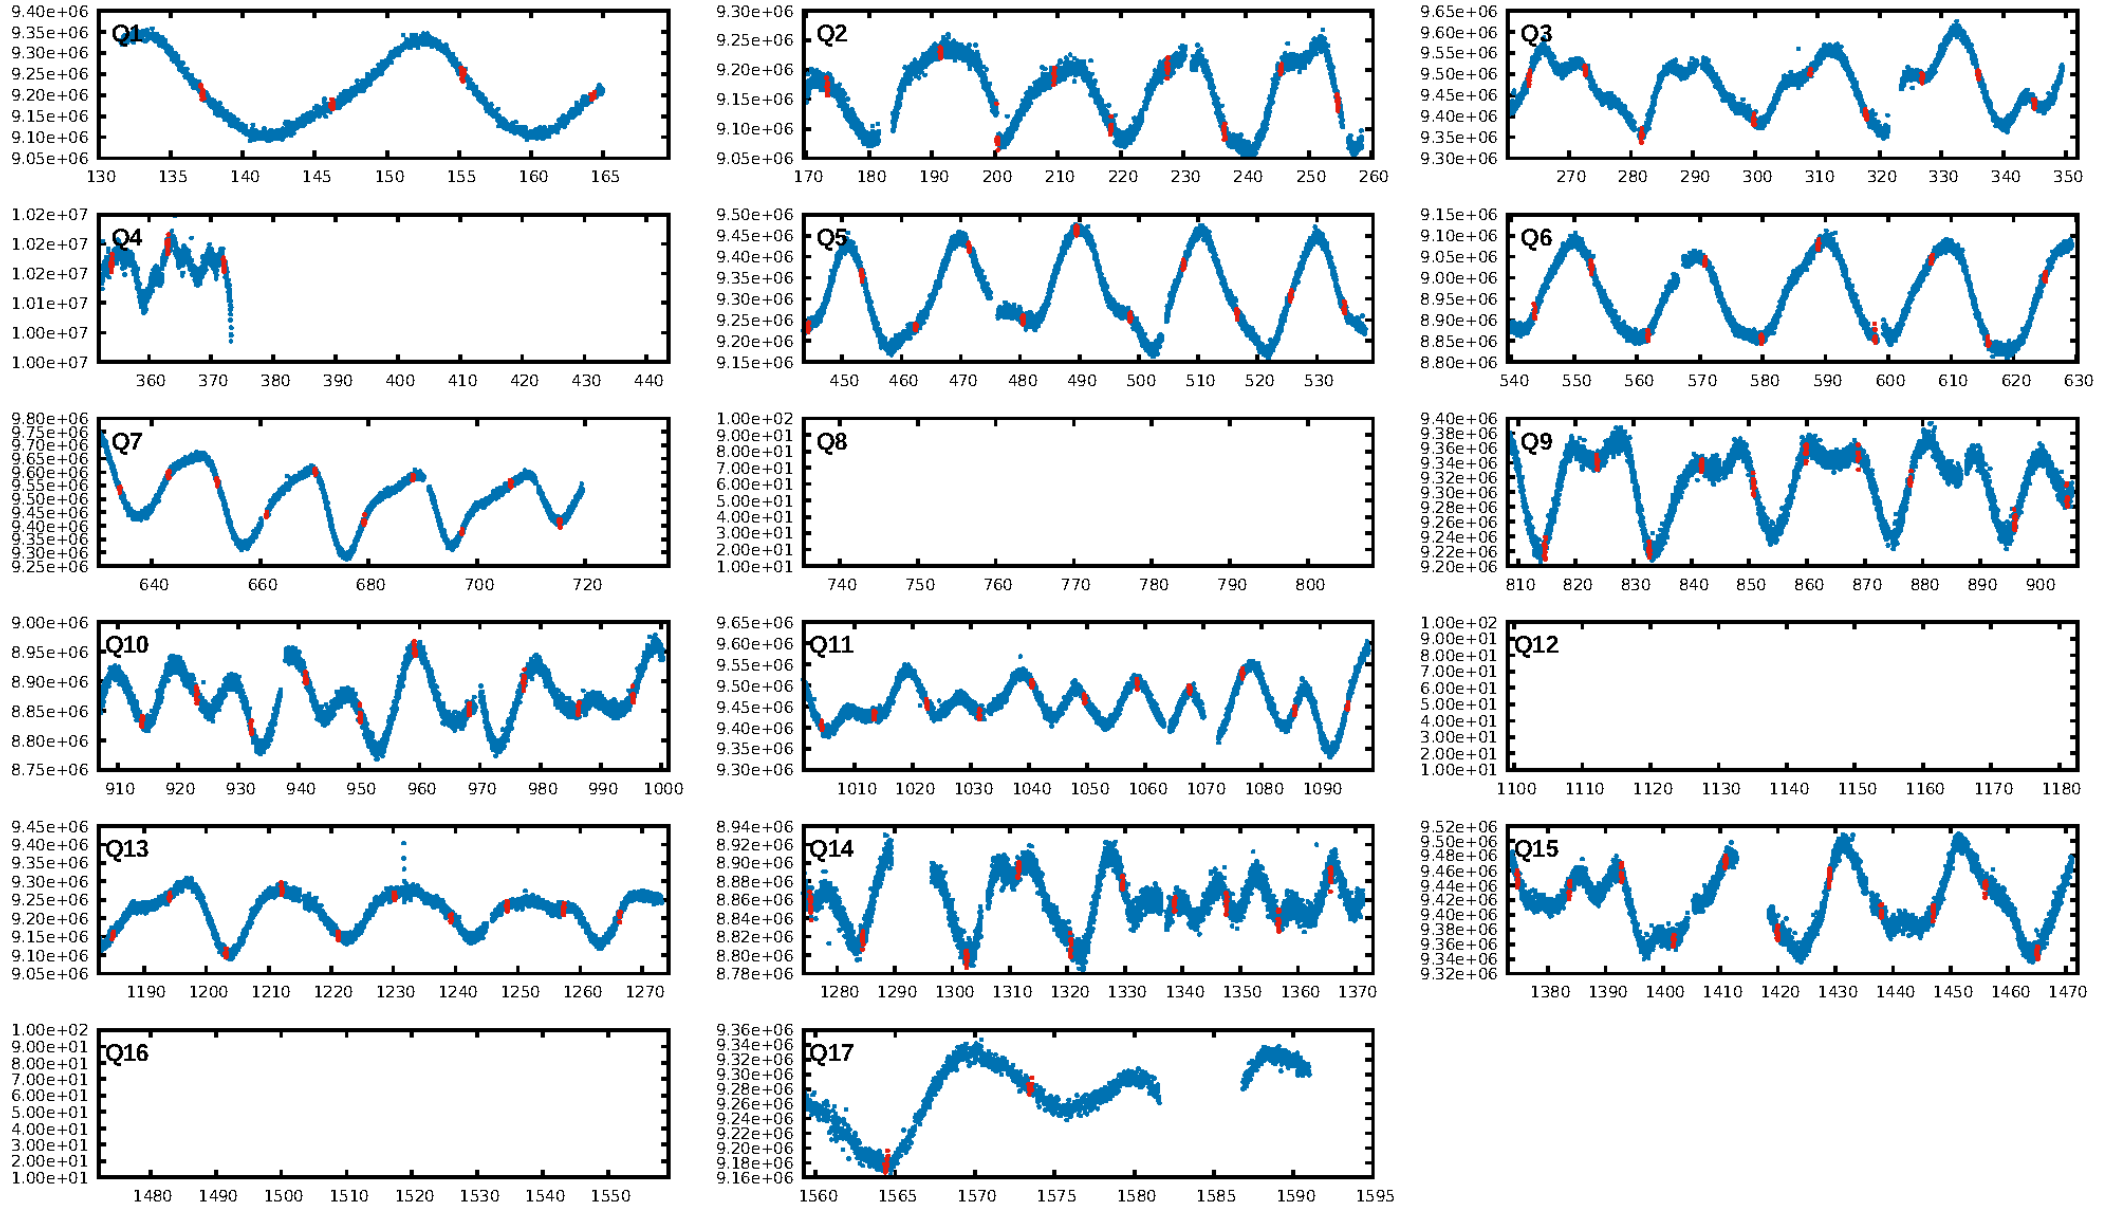 Q1
9.40e+06
9.35e+06
9.30e+06
9.25e+06
9.20e+06
9.15e+06
9.10e+06
9.05e+06
130 135 140 145 150 155 160 165
Q2
9.30e+06
9.25e+06
9.20e+06
9.15e+06
9.10e+06
9.05e+06
170 180 190 200 210 220 230 240 250 260
Q3
9.65e+06
9.60e+06
9.55e+06
9.50e+06
9.45e+06
9.40e+06
9.35e+06
9.30e+06
270 280 290 300 310 320 330 340 350
Q4
1.02e+07
1.02e+07
1.02e+07
1.01e+07
1.00e+07
1.00e+07
360 370 380 390 400 410 420 430 440
Q5
9.50e+06
9.45e+06
9.40e+06
9.35e+06
9.30e+06
9.25e+06
9.20e+06
9.15e+06
450 460 470 480 490 500 510 520 530
Q6
9.15e+06
9.10e+06
9.05e+06
9.00e+06
8.95e+06
8.90e+06
8.85e+06
8.80e+06
540 550 560 570 580 590 600 610 620 630
Q7
9.80e+06
9.75e+06
9.70e+06
9.65e+06
9.60e+06
9.55e+06
9.50e+06
9.45e+06
9.40e+06
9.35e+06
9.30e+06
9.25e+06
640 660 680 700 720
Q8
1.00e+02
9.00e+01
8.00e+01
7.00e+01
6.00e+01
5.00e+01
4.00e+01
3.00e+01
2.00e+01
1.00e+01
740 750 760 770 780 790 800
Q9
9.40e+06
9.38e+06
9.36e+06
9.34e+06
9.32e+06
9.30e+06
9.28e+06
9.26e+06
9.24e+06
9.22e+06
9.20e+06
810 820 830 840 850 860 870 880 890 900
Q10
9.00e+06
8.95e+06
8.90e+06
8.85e+06
8.80e+06
8.75e+06
910 920 930 940 950 960 970 980 990 1000
Q11
9.65e+06
9.60e+06
9.55e+06
9.50e+06
9.45e+06
9.40e+06
9.35e+06
9.30e+06
1010 1020 1030 1040 1050 1060 1070 1080 1090
Q12
1.00e+02
9.00e+01
8.00e+01
7.00e+01
6.00e+01
5.00e+01
4.00e+01
3.00e+01
2.00e+01
1.00e+01
1100 1110 1120 1130 1140 1150 1160 1170 1180
Q13
9.45e+06
9.40e+06
9.35e+06
9.30e+06
9.25e+06
9.20e+06
9.15e+06
9.10e+06
9.05e+06
1190 1200 1210 1220 1230 1240 1250 1260 1270
Q14
8.94e+06
8.92e+06
8.90e+06
8.88e+06
8.86e+06
8.84e+06
8.82e+06
8.80e+06
8.78e+06
1280 1290 1300 1310 1320 1330 1340 1350 1360 1370
Q15
9.52e+06
9.50e+06
9.48e+06
9.46e+06
9.44e+06
9.42e+06
9.40e+06
9.38e+06
9.36e+06
9.34e+06
9.32e+06
1380 1390 1400 1410 1420 1430 1440 1450 1460 1470
Q16
1.00e+02
9.00e+01
8.00e+01
7.00e+01
6.00e+01
5.00e+01
4.00e+01
3.00e+01
2.00e+01
1.00e+01
1480 1490 1500 1510 1520 1530 1540 1550
Q17
9.36e+06
9.34e+06
9.32e+06
9.30e+06
9.28e+06
9.26e+06
9.24e+06
9.22e+06
9.20e+06
9.18e+06
9.16e+06
1560 1565 1570 1575 1580 1585 1590 1595